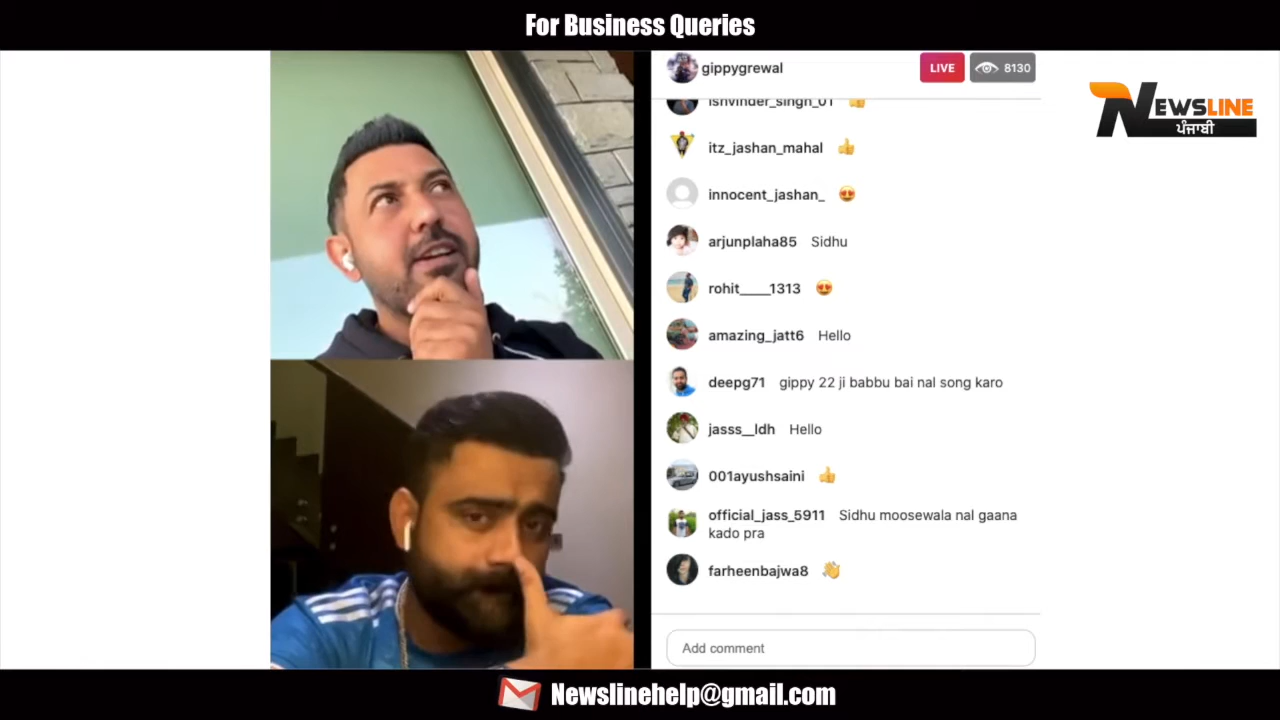 For Business Queries
gippygrewal
LIVE
8130
NEWSLINE
ਪੰਜਾਬੀ
ishvinder_singh_01 👍
itz_jashan_mahal 👍
innocent_jashan_ 😍
arjunplaha85 Sidhu
rohit____1313 😍
amazing_jatt6 Hello
deepg71 gippy 22 ji babbu bai nal song karo
jasss__ldh Hello
001ayushsaini 👍
official_jass_5911 Sidhu moosewala nal gaana
kado pra
farheenbajwa8 👏
Add comment
Newslinehelp@gmail.com